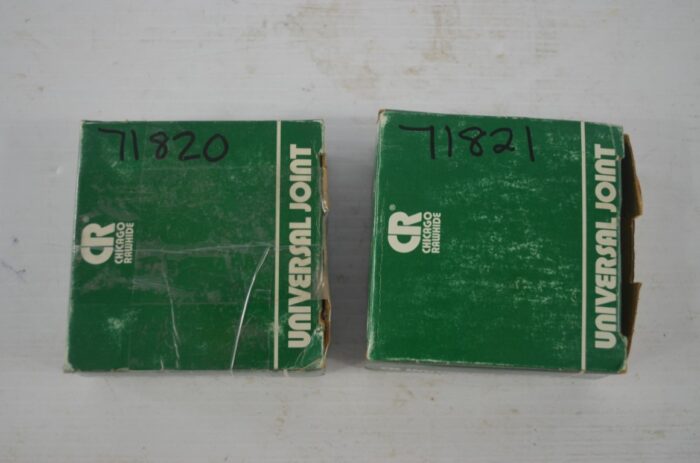 71820
CR®
CHICAGO
RAWHIDE
UNIVERSAL JOINT
71821
CR®
CHICAGO
RAWHIDE
UNIVERSAL JOINT